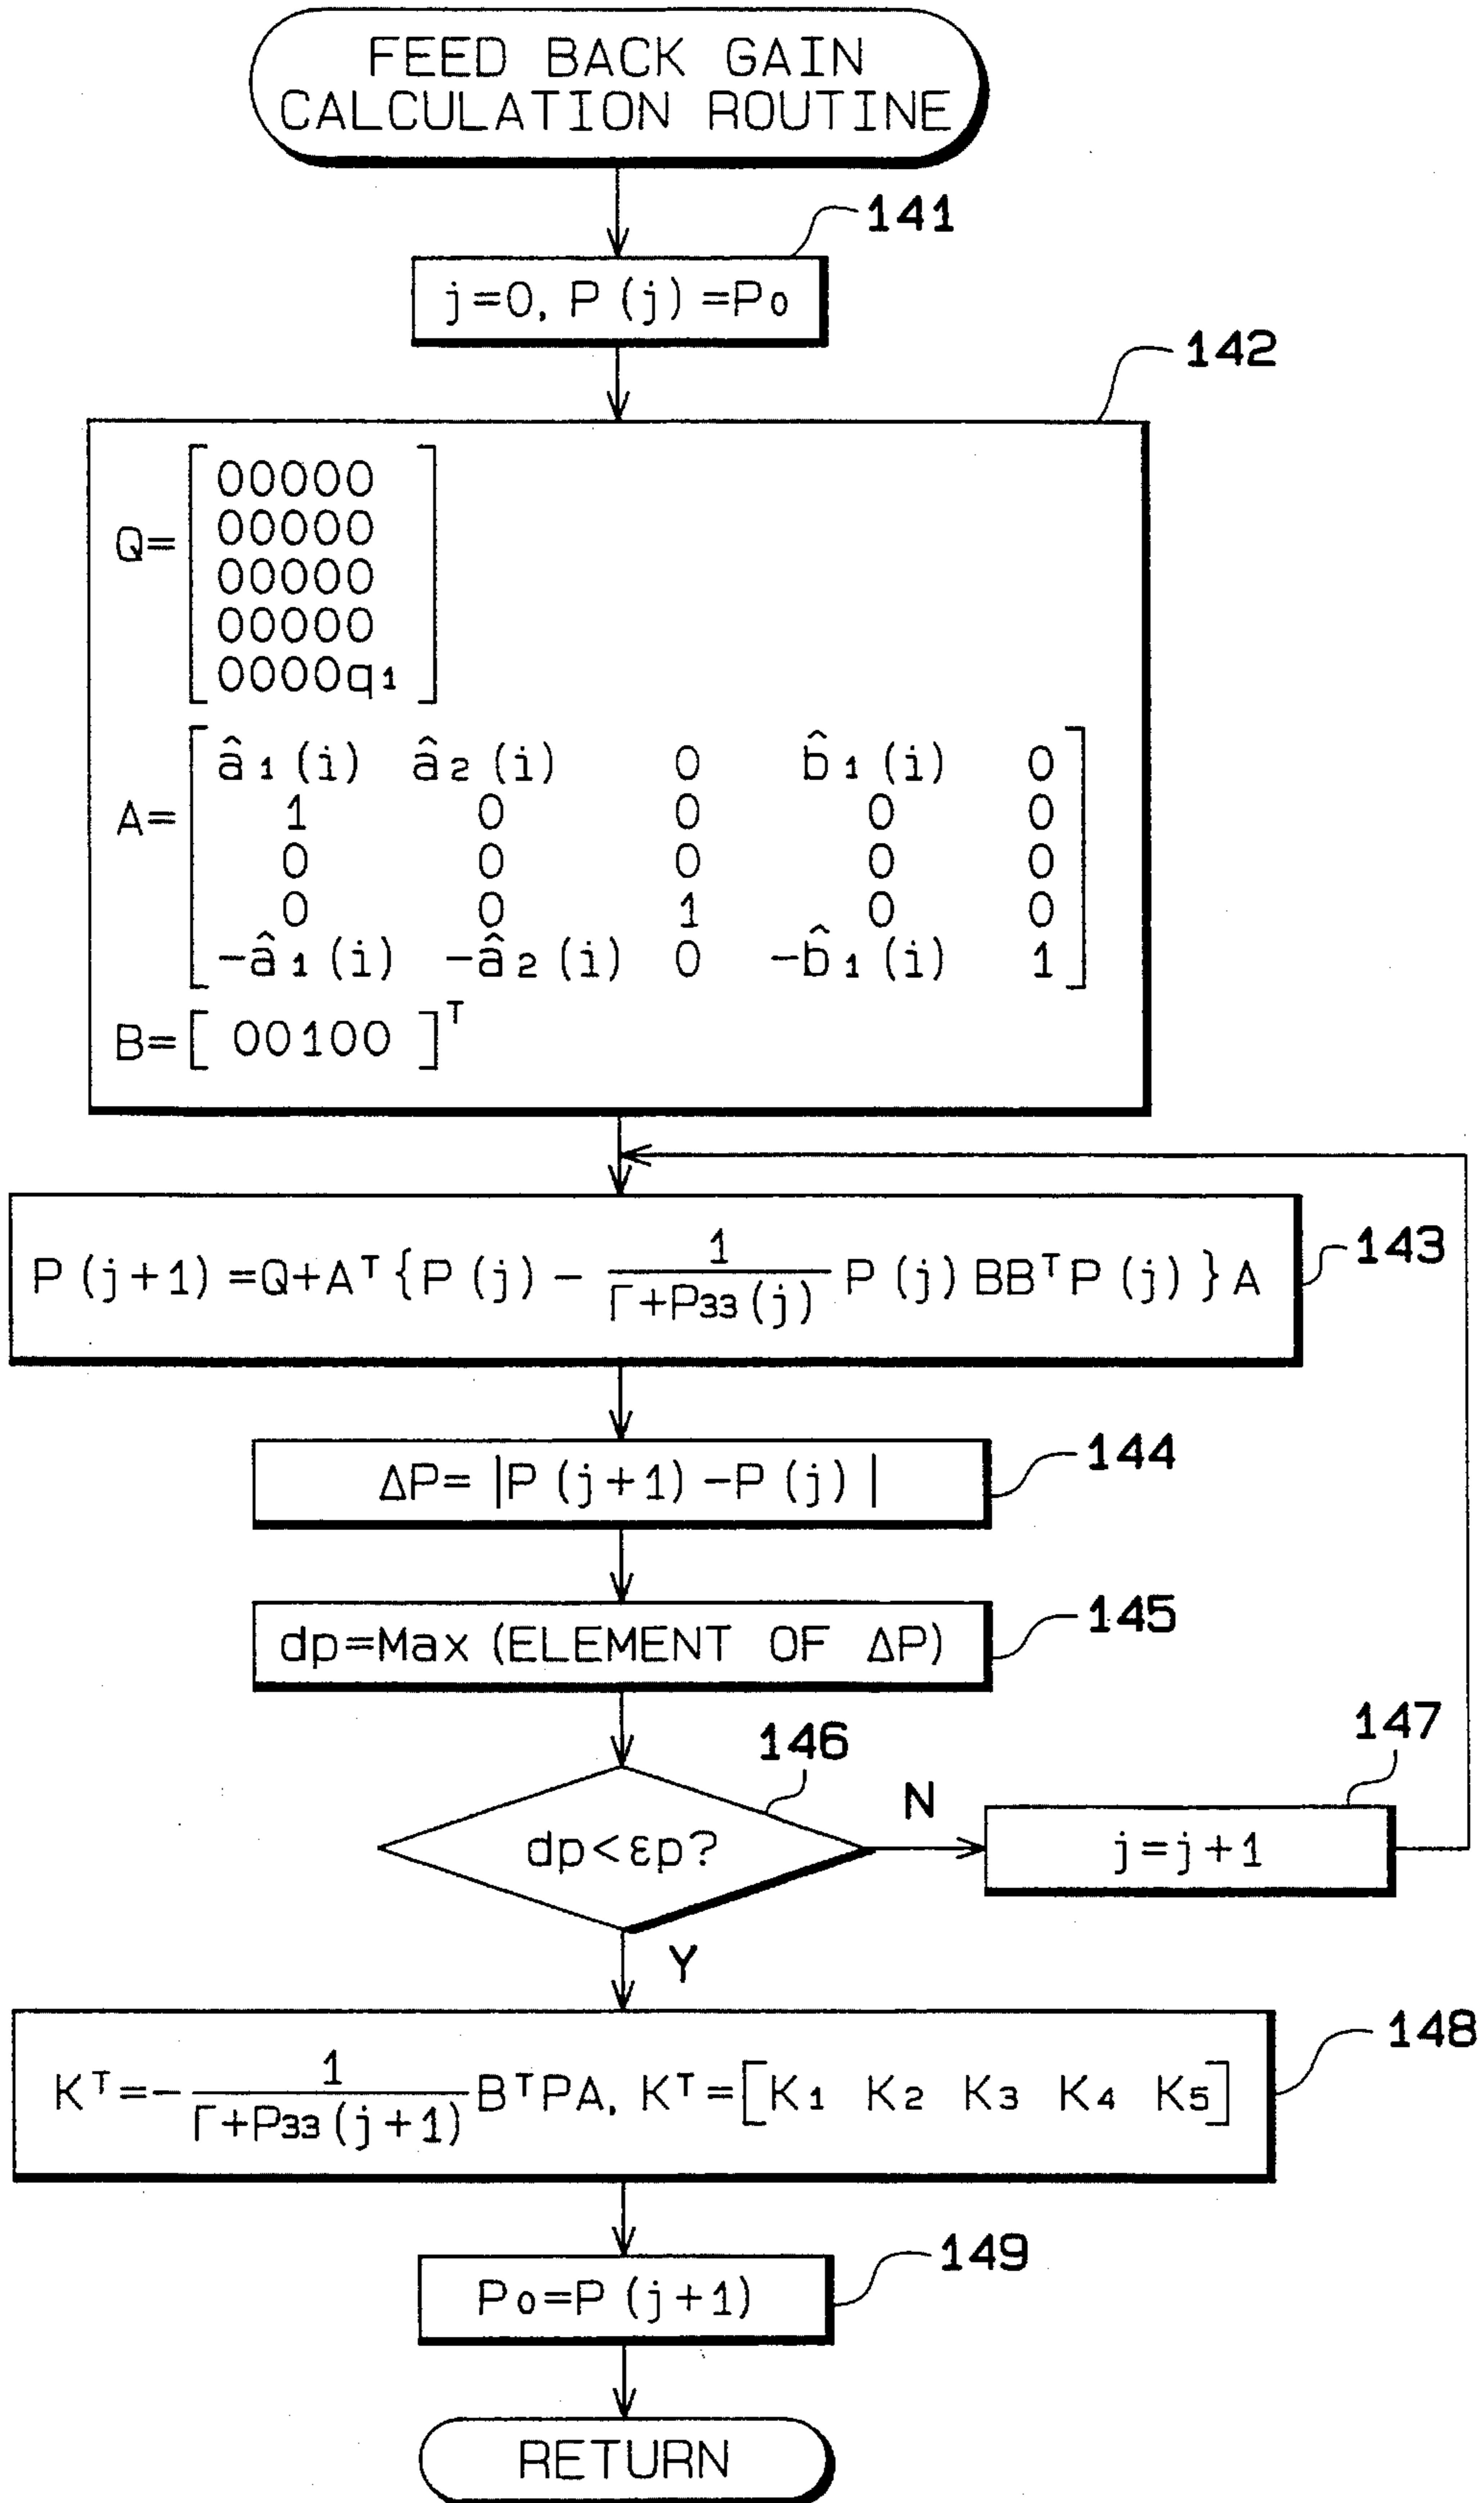 FEED BACK GAIN
CALCULATION ROUTINE
141
j=0, P(j)=P₀
142
Q=[00000
00000
00000
00000
0000q₁]
A=[â₁(i) â₂(i) 0 b̂₁(i) 0
1 0 0 0 0
0 0 0 0 0
0 0 1 0 0
-â₁(i) -â₂(i) 0 -b̂₁(i) 1]
B=[00100]ᵀ
143
P(j+1)=Q+Aᵀ{P(j)-1/(Γ+P₃₃(j))P(j)BBᵀP(j)}A
144
ΔP=|P(j+1)-P(j)|
145
dp=Max(ELEMENT OF ΔP)
146
dp<εp?
N
147
j=j+1
Y
148
Kᵀ=-1/(Γ+P₃₃(j+1))BᵀPA, Kᵀ=[K₁ K₂ K₃ K₄ K₅]
149
P₀=P(j+1)
RETURN